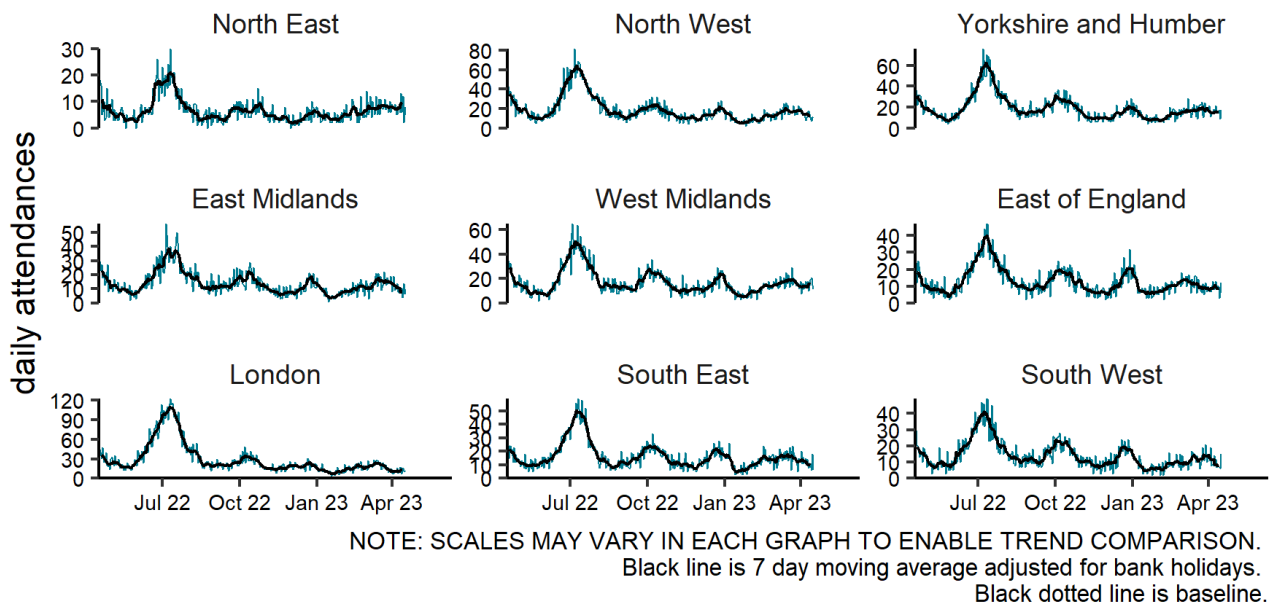 daily attendances
North East
30
20
10
0
North West
80
60
40
20
0
Yorkshire and Humber
60
40
20
0
East Midlands
50
40
30
20
10
0
West Midlands
60
40
20
0
East of England
40
30
20
10
0
London
120
90
60
30
0
Jul 22 Oct 22 Jan 23 Apr 23
South East
50
40
30
20
10
0
Jul 22 Oct 22 Jan 23 Apr 23
South West
40
30
20
10
0
Jul 22 Oct 22 Jan 23 Apr 23
NOTE: SCALES MAY VARY IN EACH GRAPH TO ENABLE TREND COMPARISON.
Black line is 7 day moving average adjusted for bank holidays.
Black dotted line is baseline.